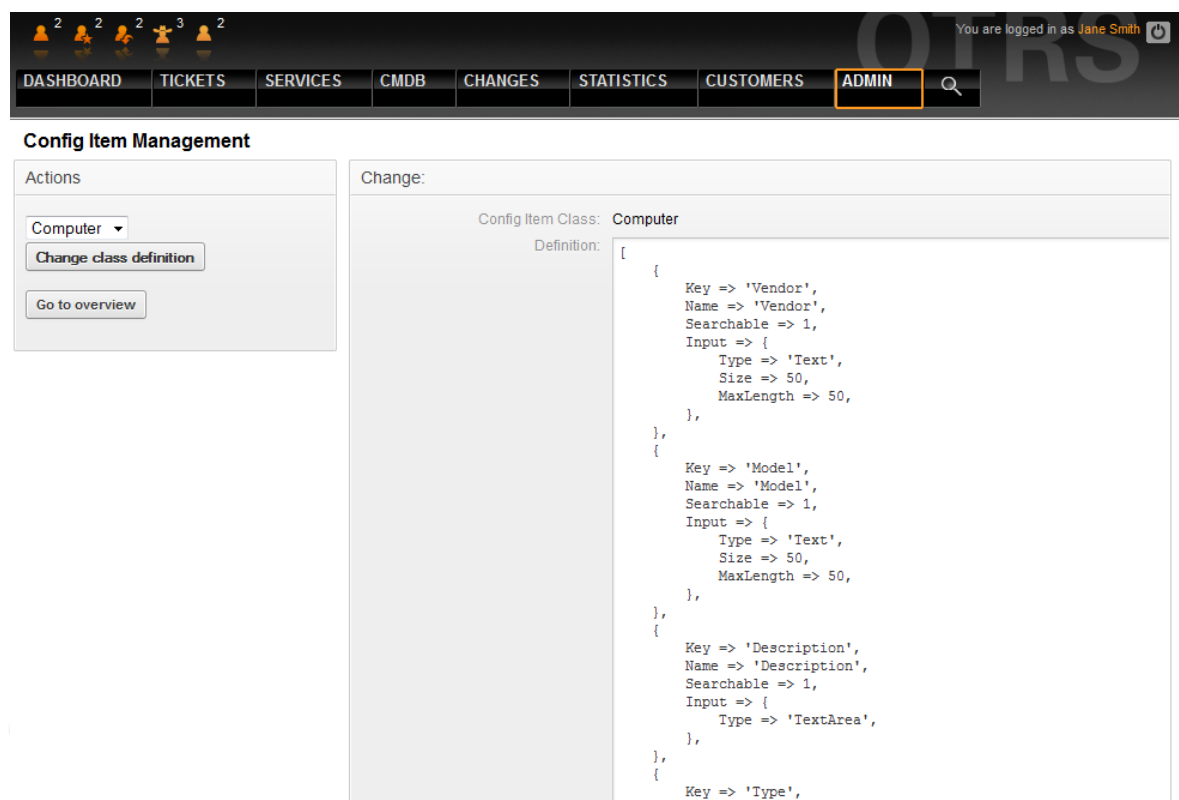 2 2 2 3 2
You are logged in as Jane Smith
OTRS
DASHBOARD TICKETS SERVICES CMDB CHANGES STATISTICS CUSTOMERS ADMIN
Config Item Management
Actions
Computer
Change class definition
Go to overview
Change:
Config Item Class: Computer
Definition:
[
    {
        Key => 'Vendor',
        Name => 'Vendor',
        Searchable => 1,
        Input => {
            Type => 'Text',
            Size => 50,
            MaxLength => 50,
        },
    },
    {
        Key => 'Model',
        Name => 'Model',
        Searchable => 1,
        Input => {
            Type => 'Text',
            Size => 50,
            MaxLength => 50,
        },
    },
    {
        Key => 'Description',
        Name => 'Description',
        Searchable => 1,
        Input => {
            Type => 'TextArea',
        },
    },
    {
        Key => 'Type',